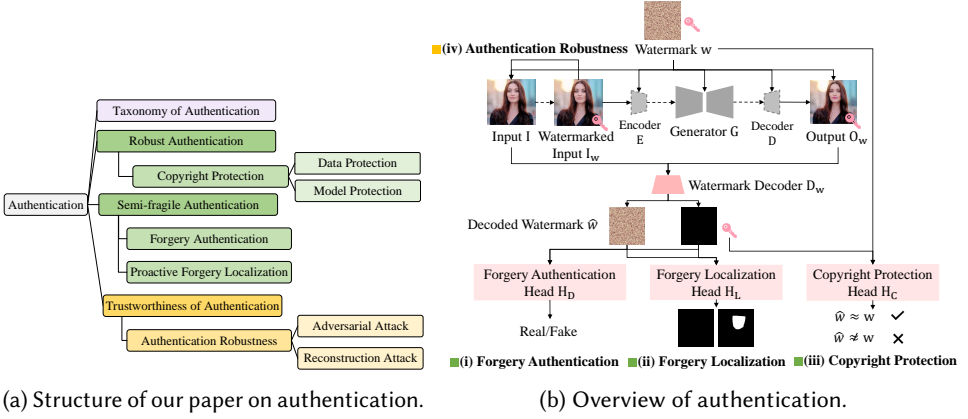 Authentication
Taxonomy of Authentication
Robust Authentication
Copyright Protection
Data Protection
Model Protection
Semi-fragile Authentication
Forgery Authentication
Proactive Forgery Localization
Trustworthiness of Authentication
Authentication Robustness
Adversarial Attack
Reconstruction Attack
(a) Structure of our paper on authentication.
(iv) Authentication Robustness
Watermark w
Input I
Watermarked
Input I_w
Encoder
E
Generator G
Decoder
D
Output O_w
Watermark Decoder D_w
Decoded Watermark ŵ
Forgery Authentication
Head H_D
Forgery Localization
Head H_L
Copyright Protection
Head H_C
Real/Fake
ŵ ≈ w ✓
ŵ ≉ w ✕
(i) Forgery Authentication
(ii) Forgery Localization
(iii) Copyright Protection
(b) Overview of authentication.